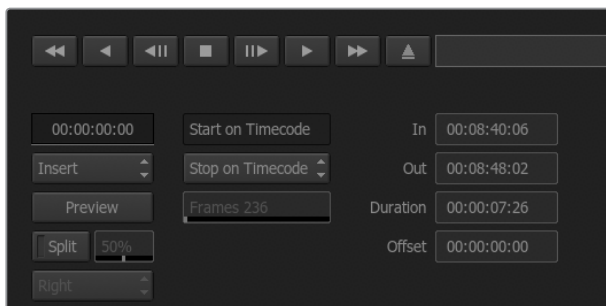 00:00:00:00 Start on Timecode In 00:08:40:06
Insert Stop on Timecode Out 00:08:48:02
Preview Frames 236 Duration 00:00:07:26
Split 50% Offset 00:00:00:00
Right